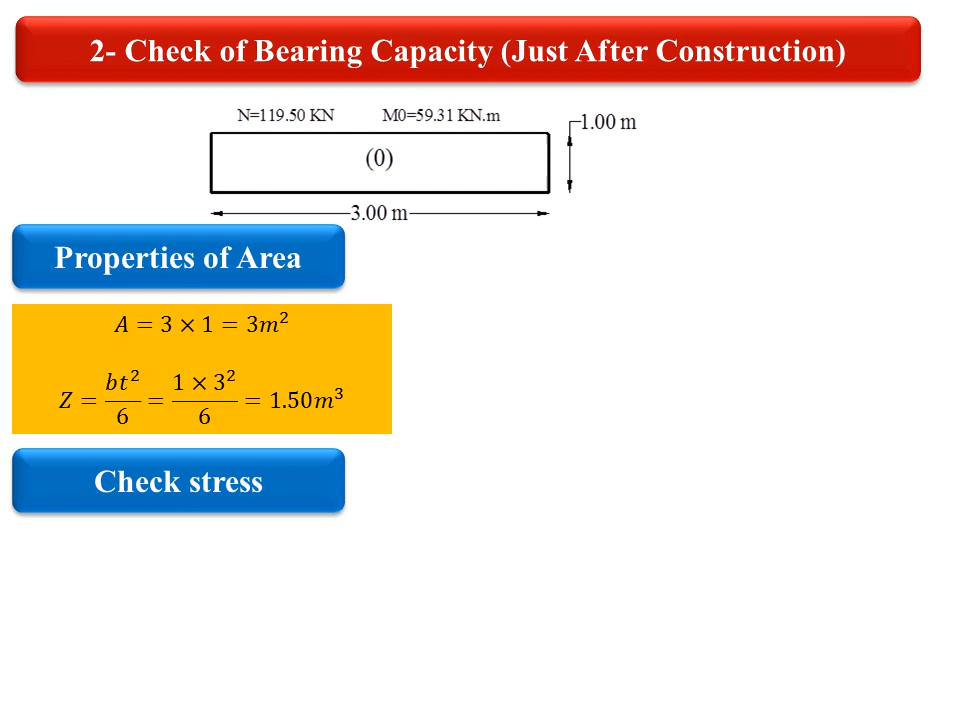 2- Check of Bearing Capacity (Just After Construction)
N=119.50 KN M0=59.31 KN.m
1.00 m
(0)
3.00 m
Properties of Area
A = 3 × 1 = 3m²
Z = bt²/6 = 1 × 3²/6 = 1.50m³
Check stress